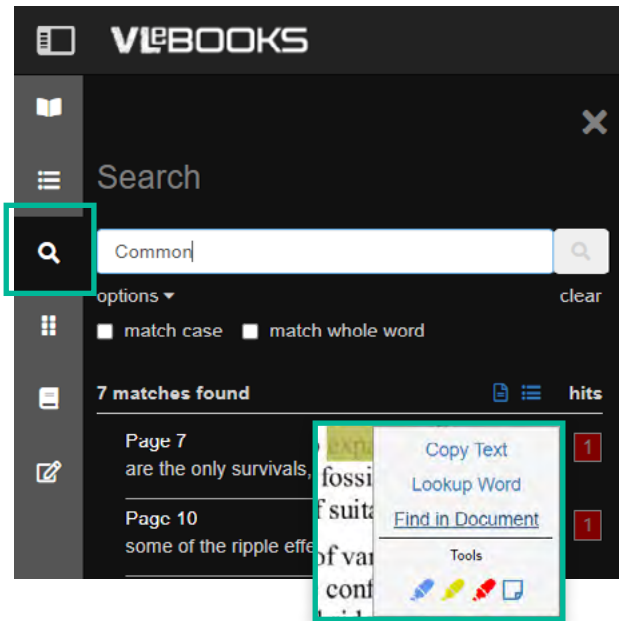 VLeBOOKS
Search
Common
options clear
match case match whole word
7 matches found hits
Page 7
are the only survivals, 1
Page 10
some of the ripple effe 1
expa
fossi
f suita
of var
conf
Copy Text
Lookup Word
Find in Document
Tools